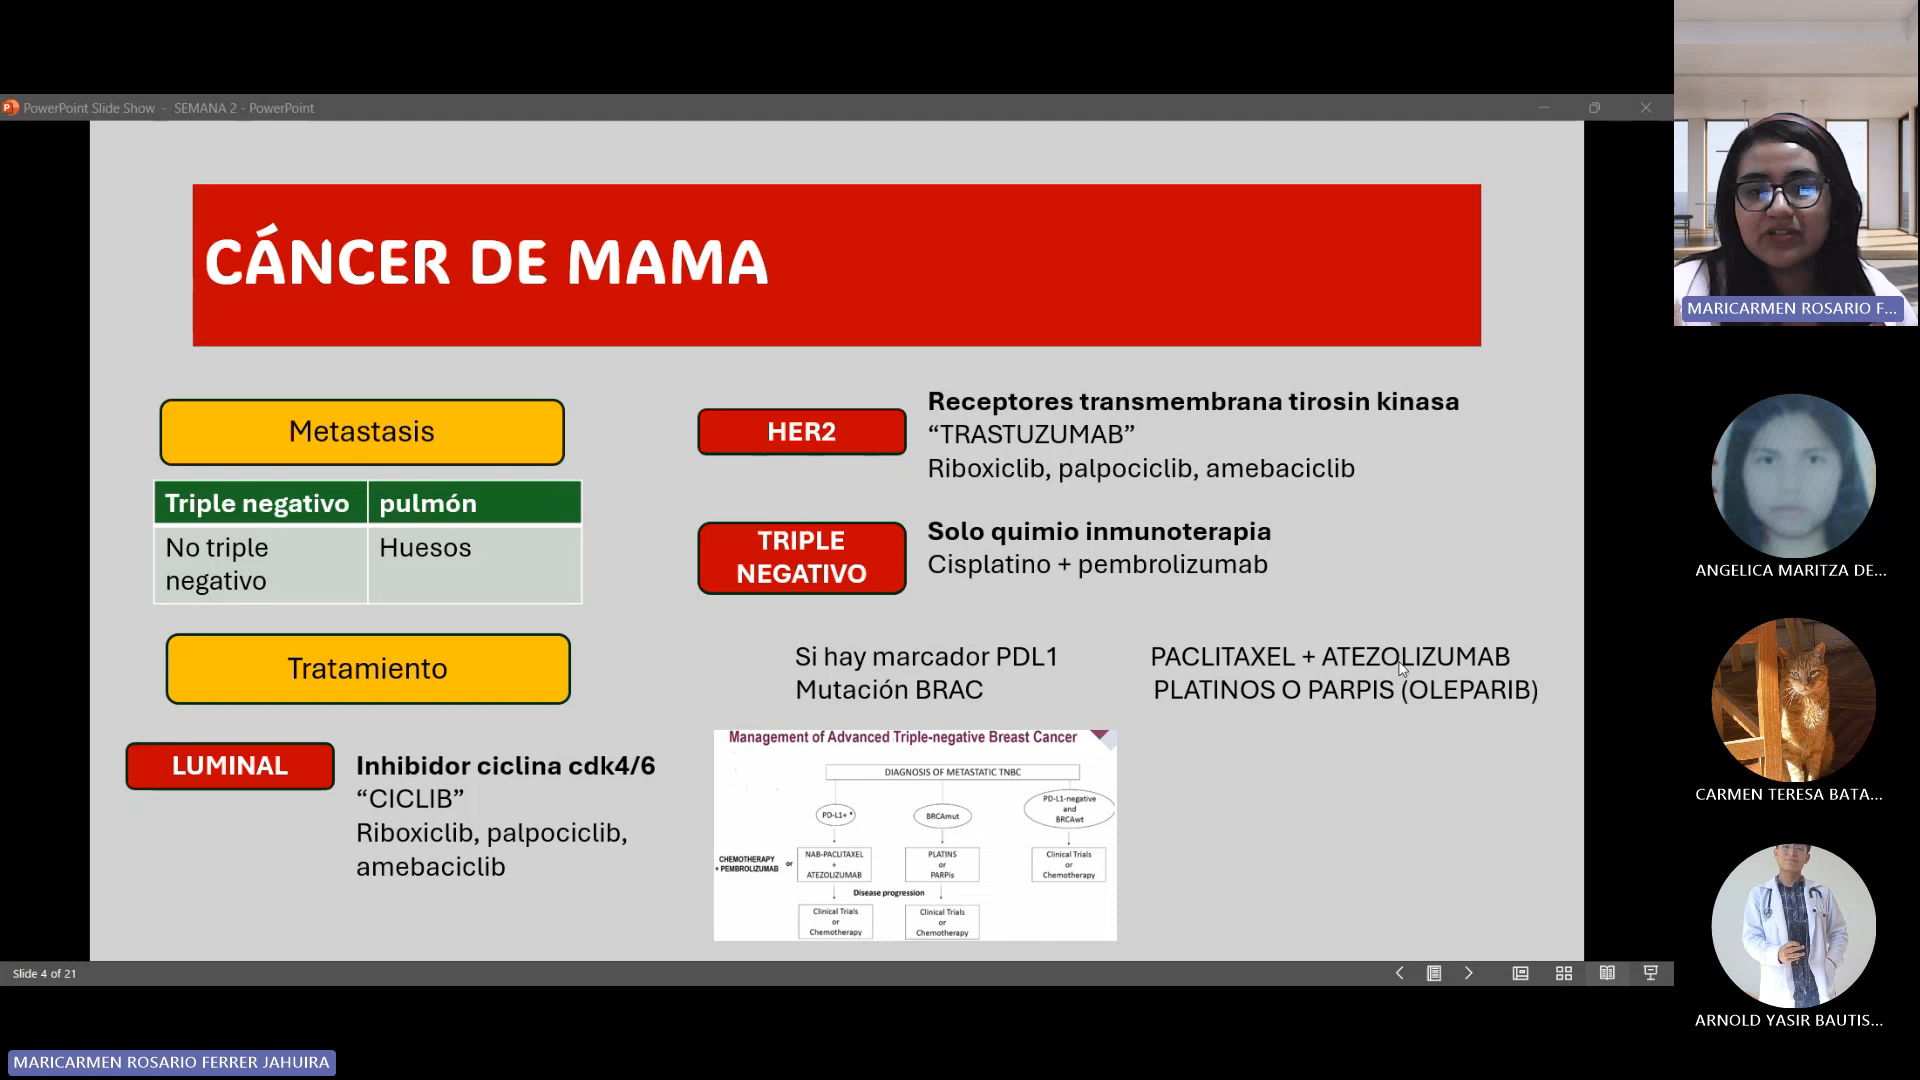 PowerPoint Slide Show - SEMANA 2 - PowerPoint
CÁNCER DE MAMA
Metastasis
Triple negativo pulmón
No triple negativo Huesos
Tratamiento
LUMINAL
Inhibidor ciclina cdk4/6
“CICLIB”
Riboxiclib, palpociclib,
amebaciclib
HER2
Receptores transmembrana tirosin kinasa
“TRASTUZUMAB”
Riboxiclib, palpociclib, amebaciclib
TRIPLE
NEGATIVO
Solo quimio inmunoterapia
Cisplatino + pembrolizumab
Si hay marcador PDL1 PACLITAXEL + ATEZOLIZUMAB
Mutación BRAC PLATINOS O PARPIS (OLEPARIB)
Management of Advanced Triple-negative Breast Cancer
DIAGNOSIS OF METASTATIC TNBC
PD-L1+ *
BRCAmut
PD-L1-negative
and
BRCAwt
CHEMOTHERAPY
+ PEMBROLIZUMAB
or
NAB-PACLITAXEL
+
ATEZOLIZUMAB
PLATINS
or
PARPis
Clinical Trials
or
Chemotherapy
Disease progression
Clinical Trials
or
Chemotherapy
Clinical Trials
or
Chemotherapy
Slide 4 of 21
MARICARMEN ROSARIO F...
ANGELICA MARITZA DE...
CARMEN TERESA BATA...
ARNOLD YASIR BAUTIS...
MARICARMEN ROSARIO FERRER JAHUIRA